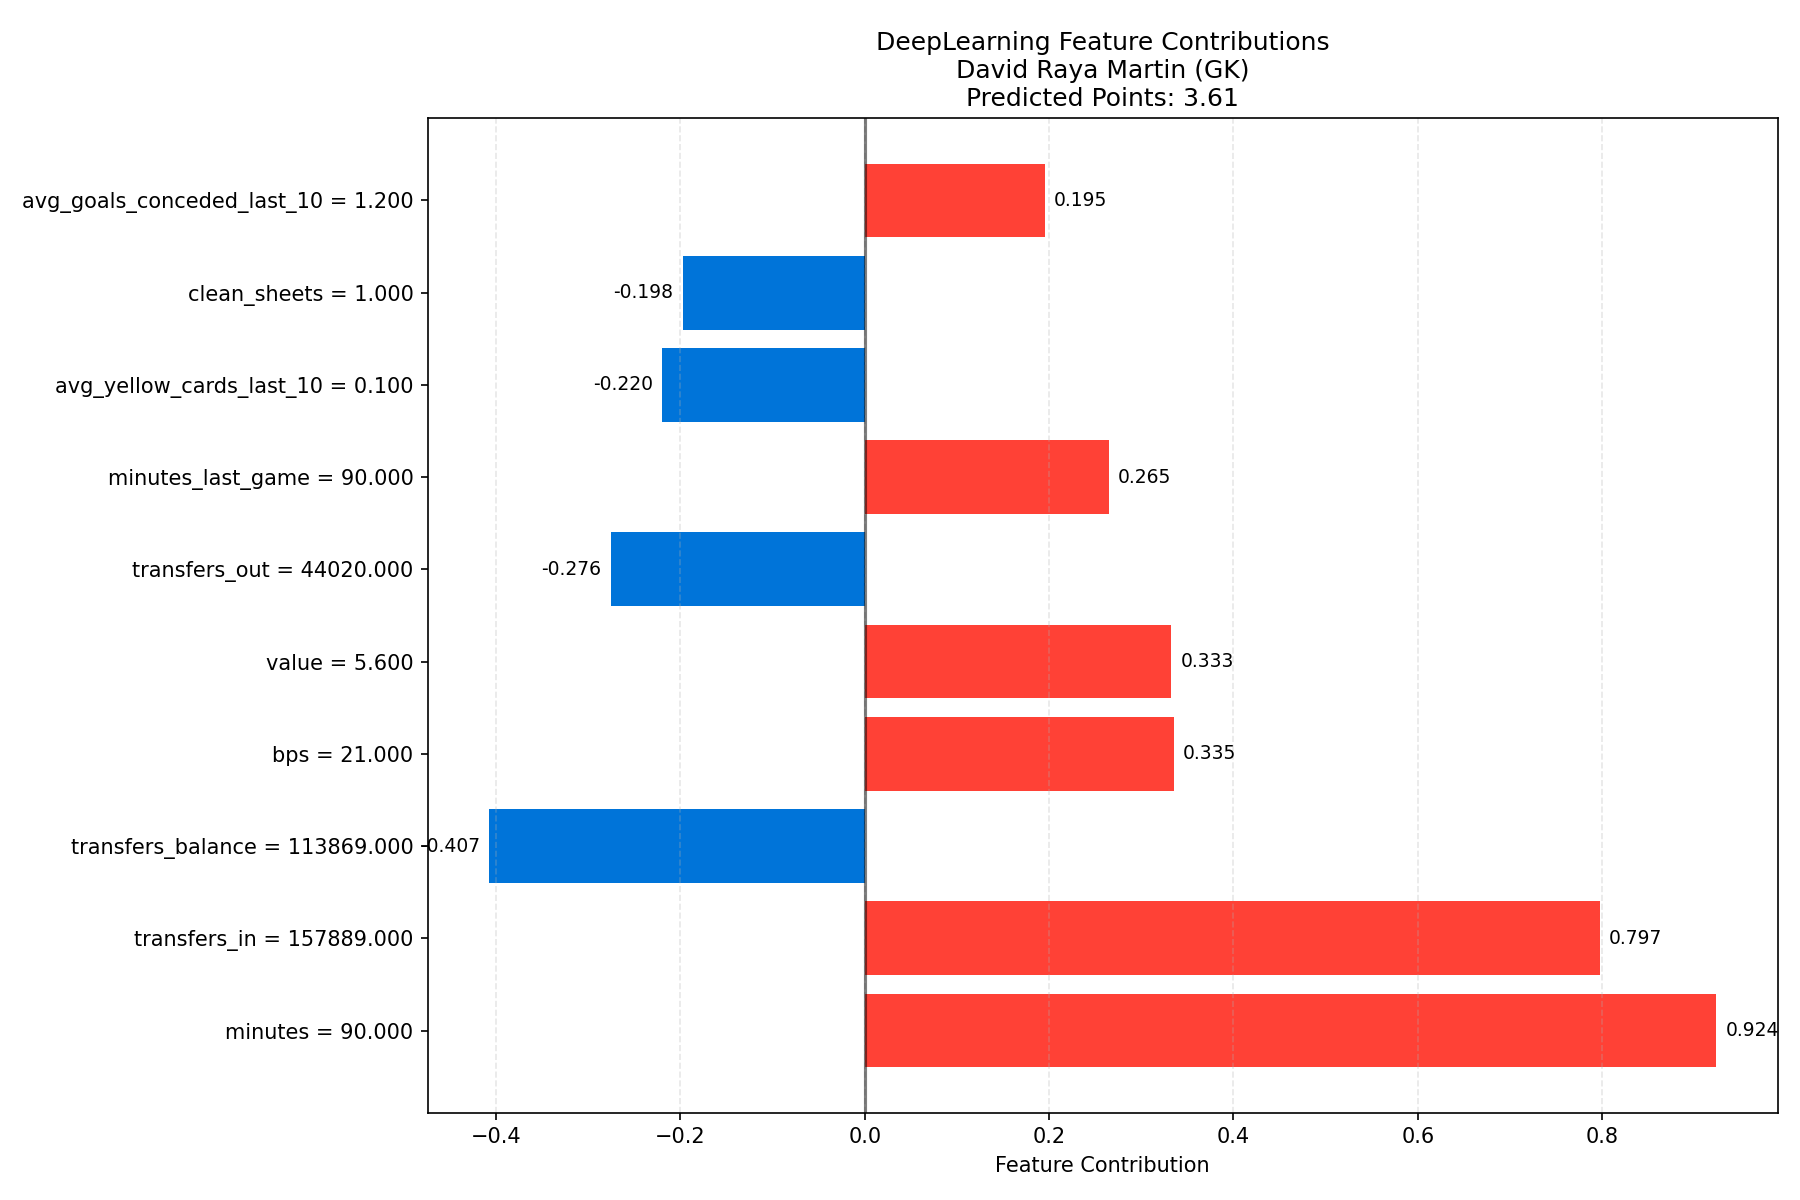 DeepLearning Feature Contributions
David Raya Martin (GK)
Predicted Points: 3.61
avg_goals_conceded_last_10 = 1.200
0.195
clean_sheets = 1.000
-0.198
avg_yellow_cards_last_10 = 0.100
-0.220
minutes_last_game = 90.000
0.265
transfers_out = 44020.000
-0.276
value = 5.600
0.333
bps = 21.000
0.335
transfers_balance = 113869.000
-0.407
transfers_in = 157889.000
0.797
minutes = 90.000
0.924
−0.4 −0.2 0.0 0.2 0.4 0.6 0.8
Feature Contribution